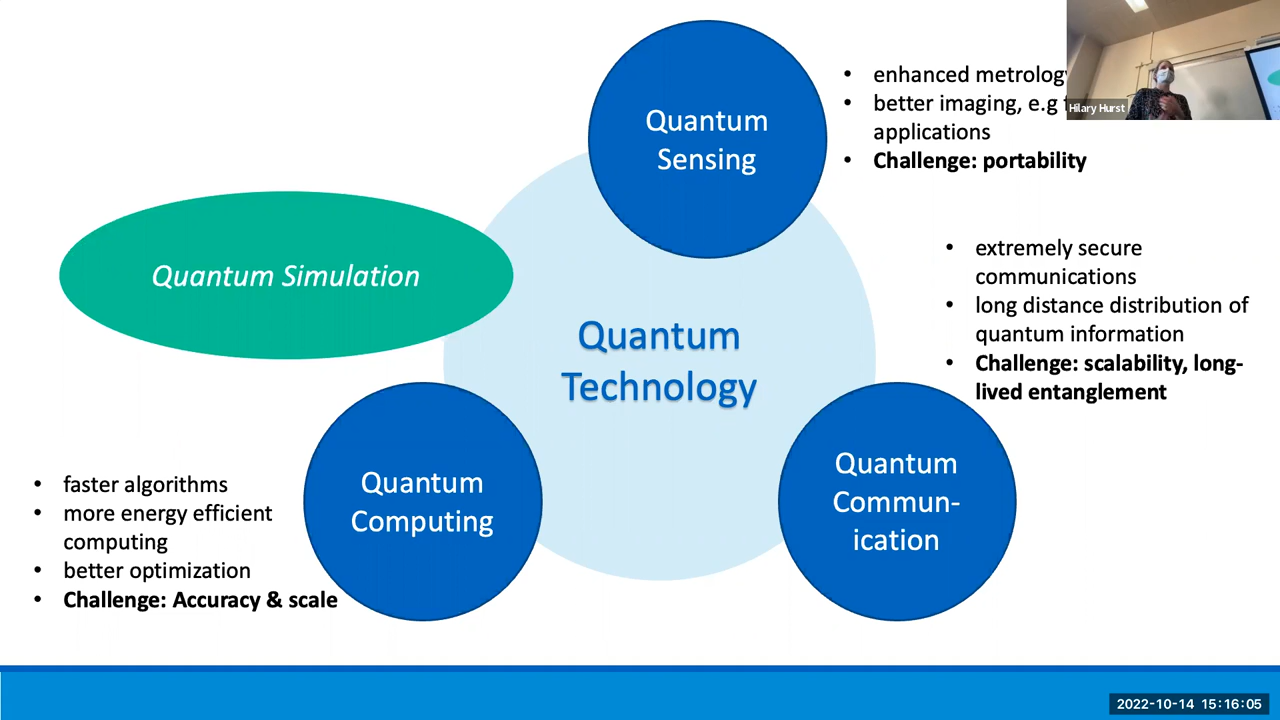 Quantum
Sensing
• enhanced metrology
• better imaging, e.g
applications
• Challenge: portability
Hilary Hurst
Quantum Simulation
• extremely secure
communications
• long distance distribution of
quantum information
• Challenge: scalability, long-
lived entanglement
Quantum
Technology
Quantum
Computing
• faster algorithms
• more energy efficient
computing
• better optimization
• Challenge: Accuracy & scale
Quantum
Commun-
ication
2022-10-14 15:16:05